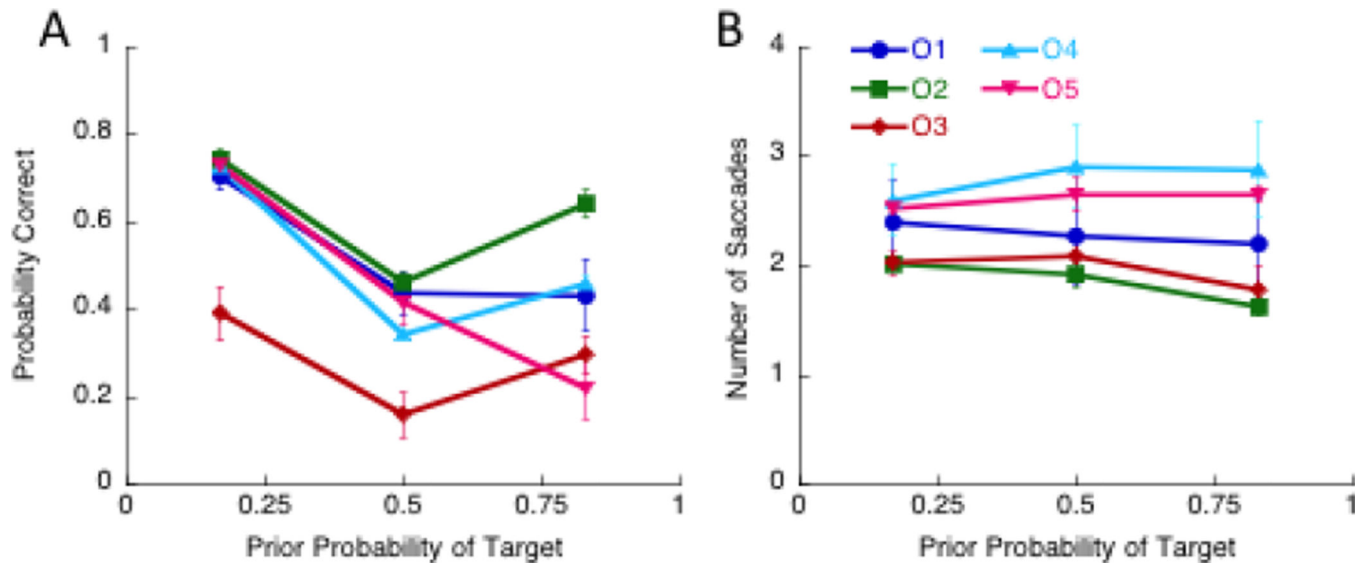 A
1
0.8
0.6
0.4
0.2
0
0 0.25 0.5 0.75 1
Probability Correct
Prior Probability of Target
B
O1 O4
O2 O5
O3
4
3
2
1
0
0 0.25 0.5 0.75 1
Number of Saccades
Prior Probability of Target